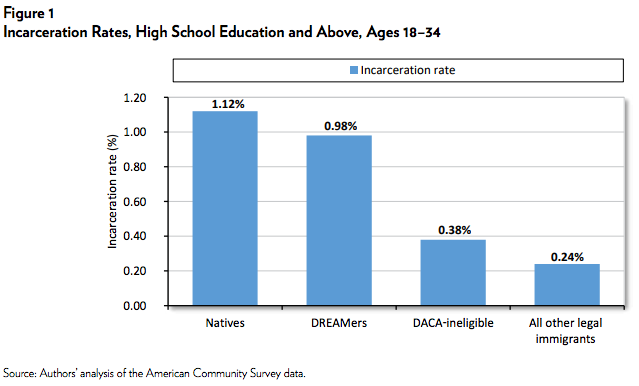 Figure 1
Incarceration Rates, High School Education and Above, Ages 18–34
Incarceration rate
Incarceration rate (%)
1.20
1.00
0.80
0.60
0.40
0.20
0.00
1.12%
0.98%
0.38%
0.24%
Natives
DREAMers
DACA-ineligible
All other legal
immigrants
Source: Authors’ analysis of the American Community Survey data.